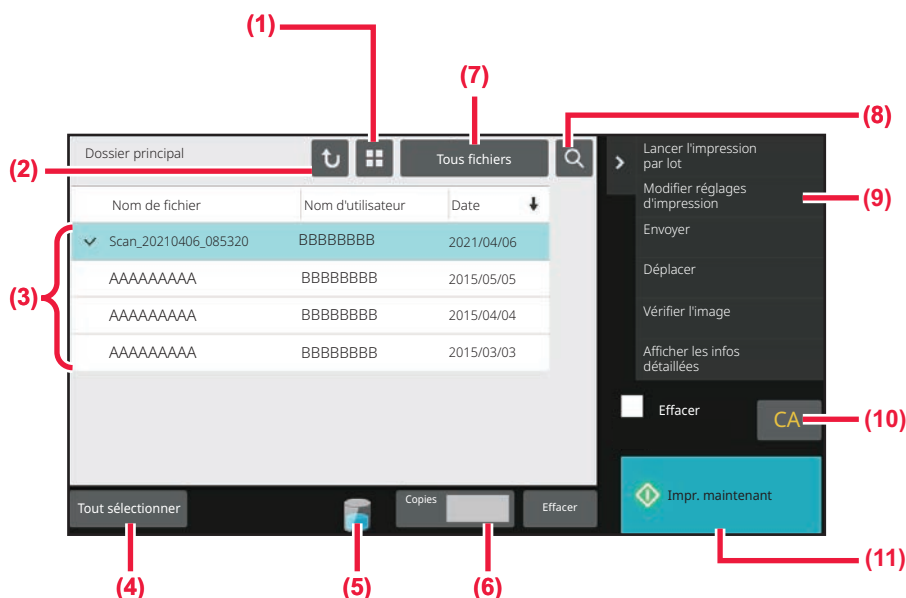 (1)
(7)
(8)
Dossier principal
Tous fichiers
Lancer l'impression
par lot
(2)
Modifier réglages
d'impression
(9)
Nom de fichier Nom d'utilisateur Date
Envoyer
Scan_20210406_085320 BBBBBBBB 2021/04/06
Déplacer
AAAAAAAAA BBBBBBBB 2015/05/05
(3)
AAAAAAAAA BBBBBBBB 2015/04/04
Vérifier l'image
AAAAAAAAA BBBBBBBB 2015/03/03
Afficher les infos
détaillées
Effacer
CA
(10)
Tout sélectionner
Copies
Effacer
Impr. maintenant
(11)
(4)
(5)
(6)